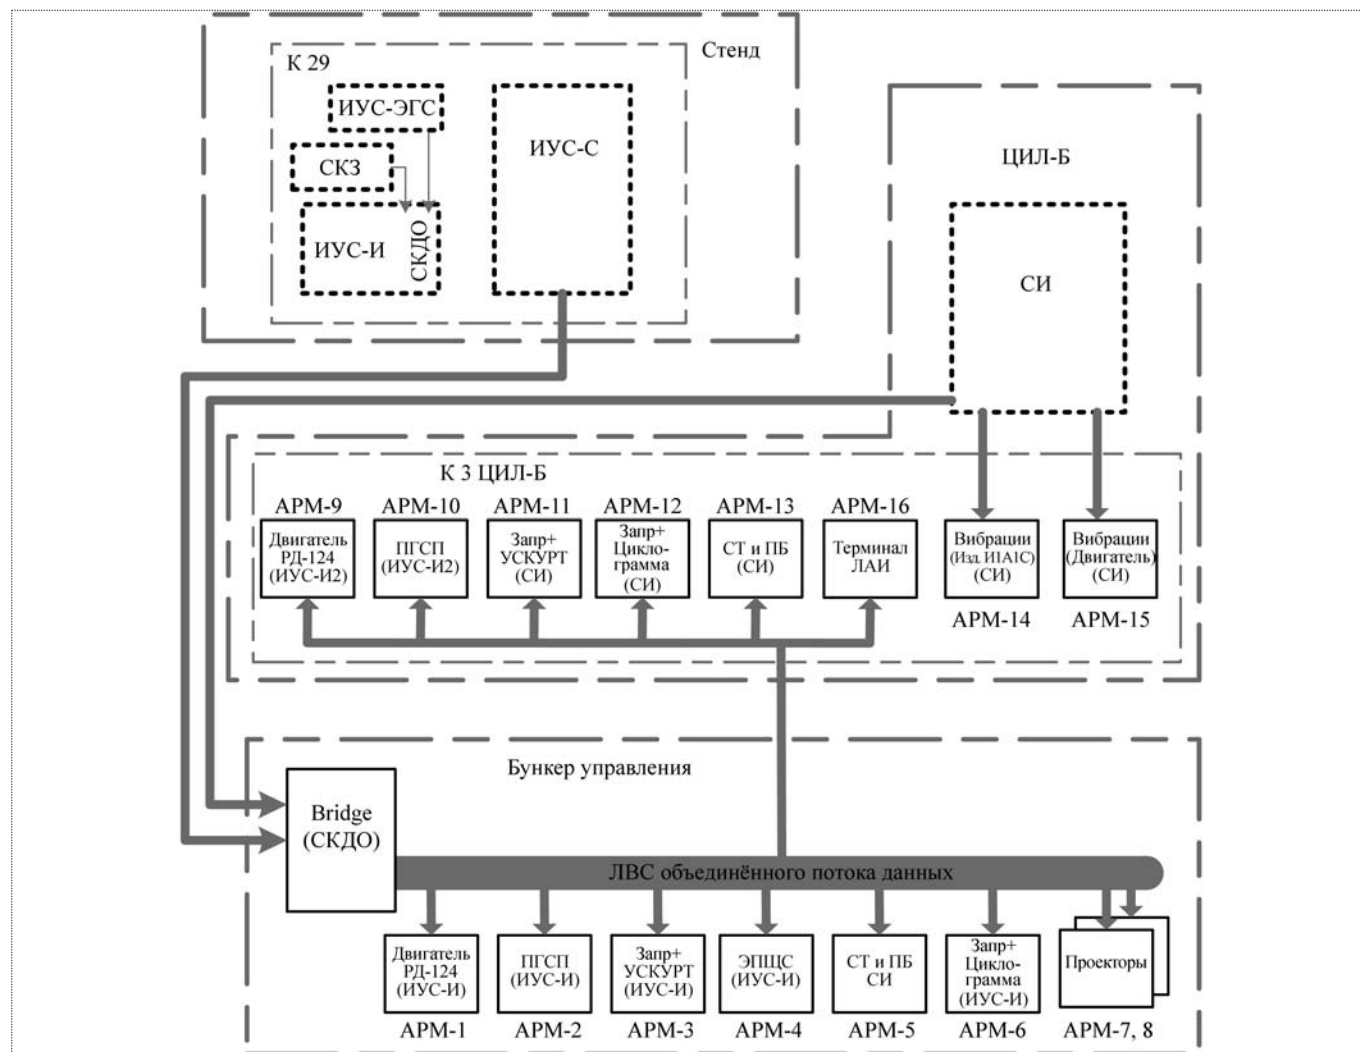 Стенд
К 29
ИУС-ЭГС
СКЗ
ИУС-И
СКДО
ИУС-С
ЦИЛ-Б
СИ
К 3 ЦИЛ-Б
АРМ-9
Двигатель
РД-124
(ИУС-И2)
АРМ-10
ПГСП
(ИУС-И2)
АРМ-11
Запр+
УСКУРТ
(СИ)
АРМ-12
Запр+
Цикло-
грамма
(СИ)
АРМ-13
СТ и ПБ
(СИ)
АРМ-16
Терминал
ЛАИ
Вибрации
(Изд. И1А1С)
(СИ)
АРМ-14
Вибрации
(Двигатель)
(СИ)
АРМ-15
Бункер управления
Bridge
(СКДО)
ЛВС объединённого потока данных
Двигатель
РД-124
(ИУС-И)
АРМ-1
ПГСП
(ИУС-И)
АРМ-2
Запр+
УСКУРТ
(ИУС-И)
АРМ-3
ЭПЩС
(ИУС-И)
АРМ-4
СТ и ПБ
СИ
АРМ-5
Запр+
Цикло-
грамма
(ИУС-И)
АРМ-6
Проекторы
АРМ-7, 8